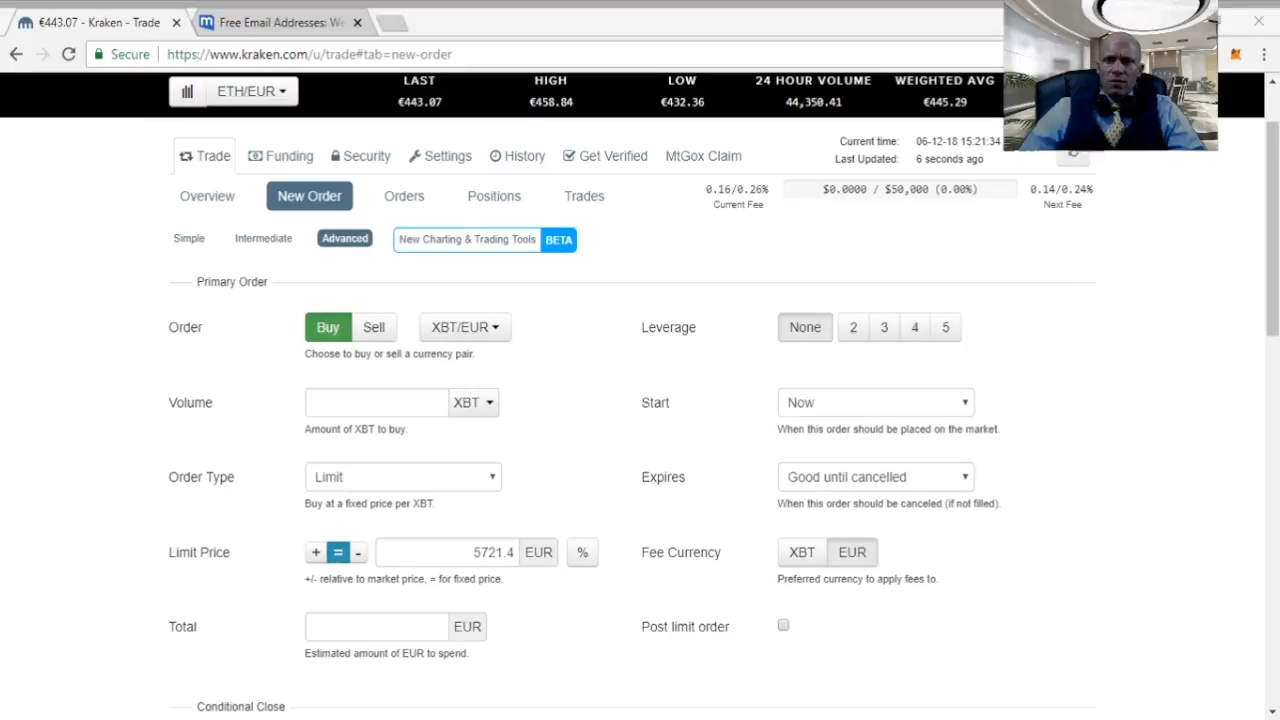 €443.07 - Kraken - Trade
Free Email Addresses: We
Secure
https://www.kraken.com/u/trade#tab=new-order
ETH/EUR
LAST HIGH LOW 24 HOUR VOLUME WEIGHTED AVG
€443.07 €458.84 €432.36 44,350.41 €445.29
Trade Funding Security Settings History Get Verified MtGox Claim
Current time: 06-12-18 15:21:34
Last Updated: 6 seconds ago
Overview New Order Orders Positions Trades
0.16/0.26% $0.0000 / $50,000 (0.00%) 0.14/0.24%
Current Fee Next Fee
Simple Intermediate Advanced New Charting & Trading Tools BETA
Primary Order
Order Buy Sell XBT/EUR
Choose to buy or sell a currency pair.
Leverage None 2 3 4 5
Volume XBT
Amount of XBT to buy.
Start Now
When this order should be placed on the market.
Order Type Limit
Buy at a fixed price per XBT.
Expires Good until cancelled
When this order should be canceled (if not filled).
Limit Price + = - 5721.4 EUR %
+/- relative to market price, = for fixed price.
Fee Currency XBT EUR
Preferred currency to apply fees to.
Total EUR
Estimated amount of EUR to spend.
Post limit order
Conditional Close